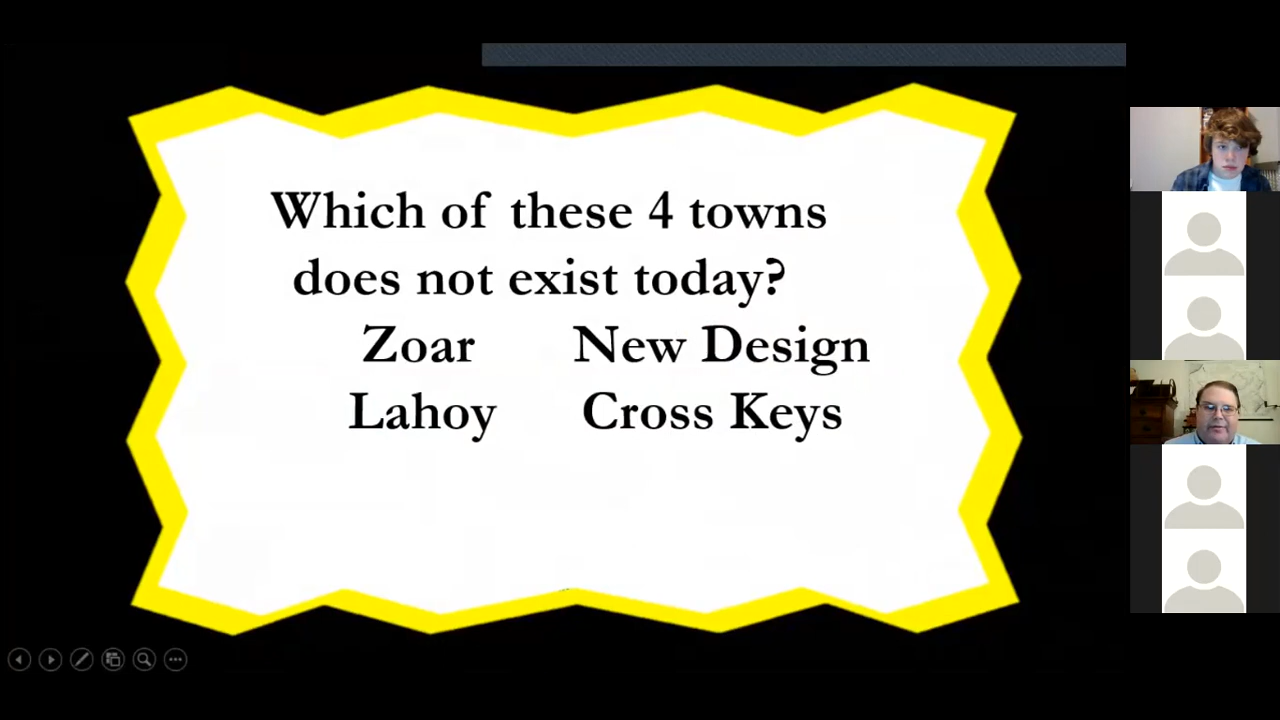 Which of these 4 towns
does not exist today?
Zoar New Design
Lahoy Cross Keys